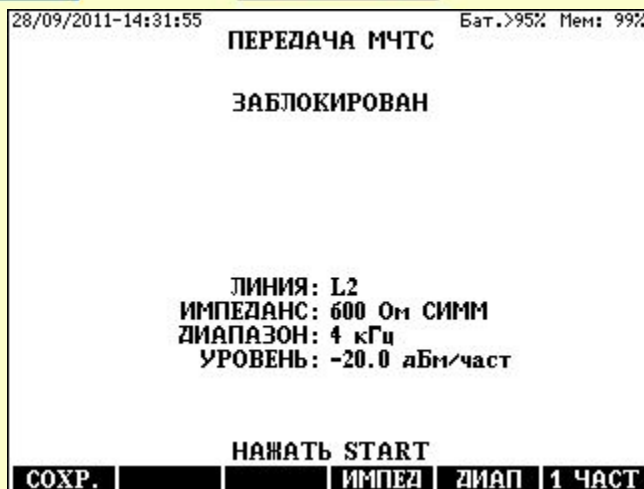 28/09/2011-14:31:55 Бат.>95% Мем: 99%
ПЕРЕДАЧА МЧТС
ЗАБЛОКИРОВАН
ЛИНИЯ: L2
ИМПЕДАНС: 600 Ом СИММ
ДИАПАЗОН: 4 кГц
УРОВЕНЬ: -20.0 дБм/част
НАЖАТЬ START
СОХР. ИМПЕД ДИАП 1 ЧАСТ